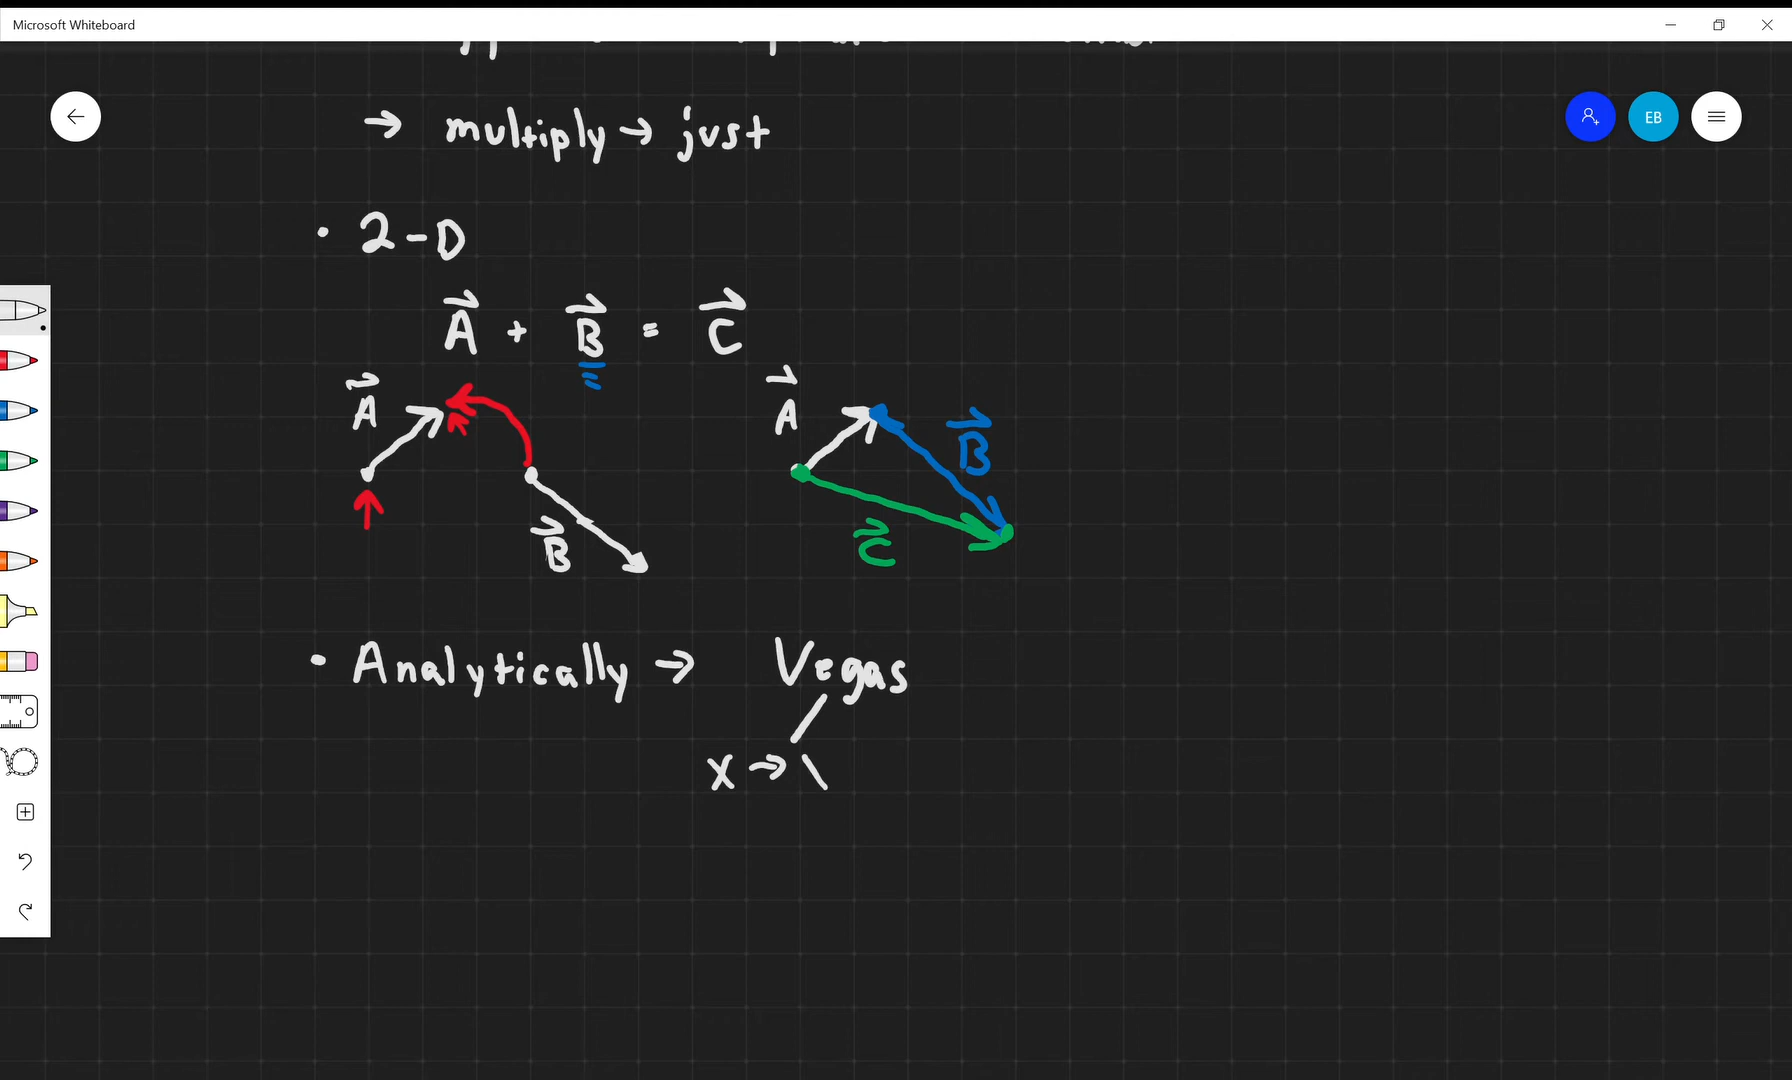 Microsoft Whiteboard
→ multiply → just
EB
• 2-D
A⃗ + B⃗ = C⃗
A⃗
B⃗
A⃗
B⃗
C⃗
• Analytically → Vegas
x → \